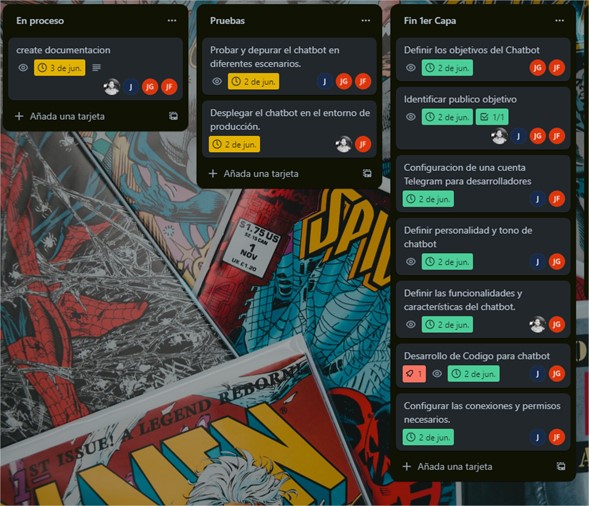 En proceso
create documentacion
3 de jun.
J JG JF
Añada una tarjeta
Pruebas
Probar y depurar el chatbot en
diferentes escenarios.
2 de jun.
J JG JF
Desplegar el chatbot en el entorno de
producción.
2 de jun.
JF
Añada una tarjeta
Fin 1er Capa
Definir los objetivos del Chatbot
2 de jun.
JG JF
Identificar publico objetivo
2 de jun. 1/1
J JG JF
Configuracion de una cuenta
Telegram para desarrolladores
2 de jun.
J JF
Definir personalidad y tono de
chatbot
2 de jun.
J JG
Definir las funcionalidades y
características del chatbot.
2 de jun.
JG
Desarrollo de Codigo para chatbot
1 2 de jun.
J JG
Configurar las conexiones y permisos
necesarios.
2 de jun.
J JF
Añada una tarjeta
$1.75 US
$2.15 CAN
1
NOV
UK £1.20
SPID
ST ISSUE! A LEGEND REBORN!
X-MEN